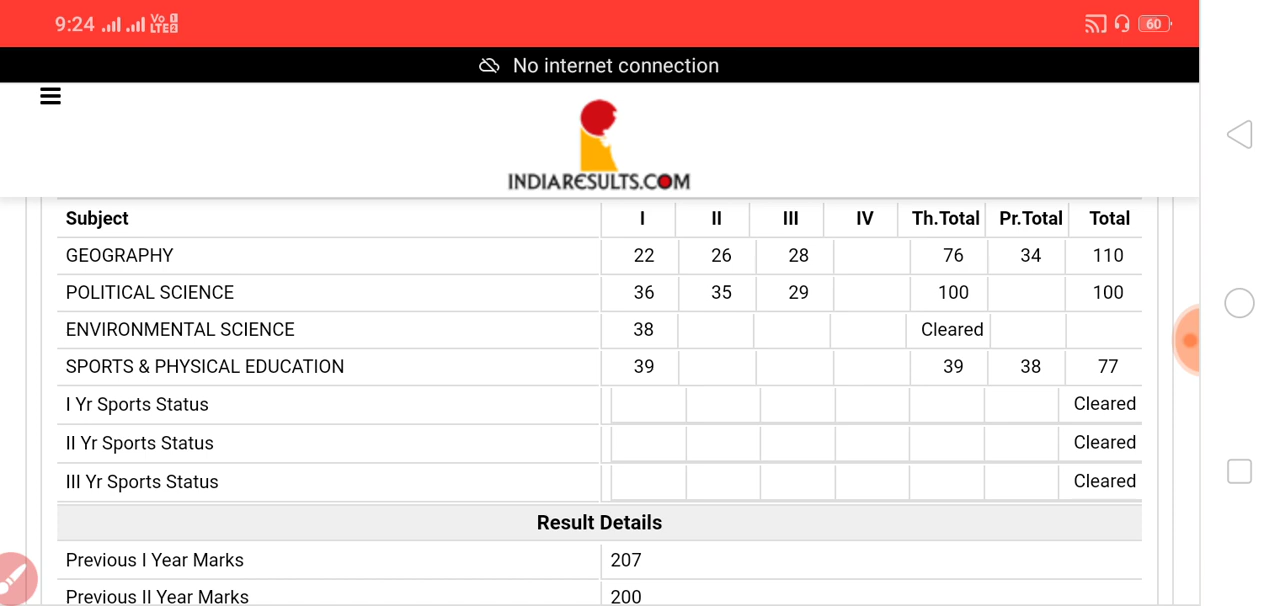 9:24 Vo 1 LTE2 60
No internet connection
INDIARESULTS.COM
Subject I II III IV Th.Total Pr.Total Total
GEOGRAPHY 22 26 28 76 34 110
POLITICAL SCIENCE 36 35 29 100 100
ENVIRONMENTAL SCIENCE 38 Cleared
SPORTS & PHYSICAL EDUCATION 39 39 38 77
I Yr Sports Status Cleared
II Yr Sports Status Cleared
III Yr Sports Status Cleared
Result Details
Previous I Year Marks 207
Previous II Year Marks 200